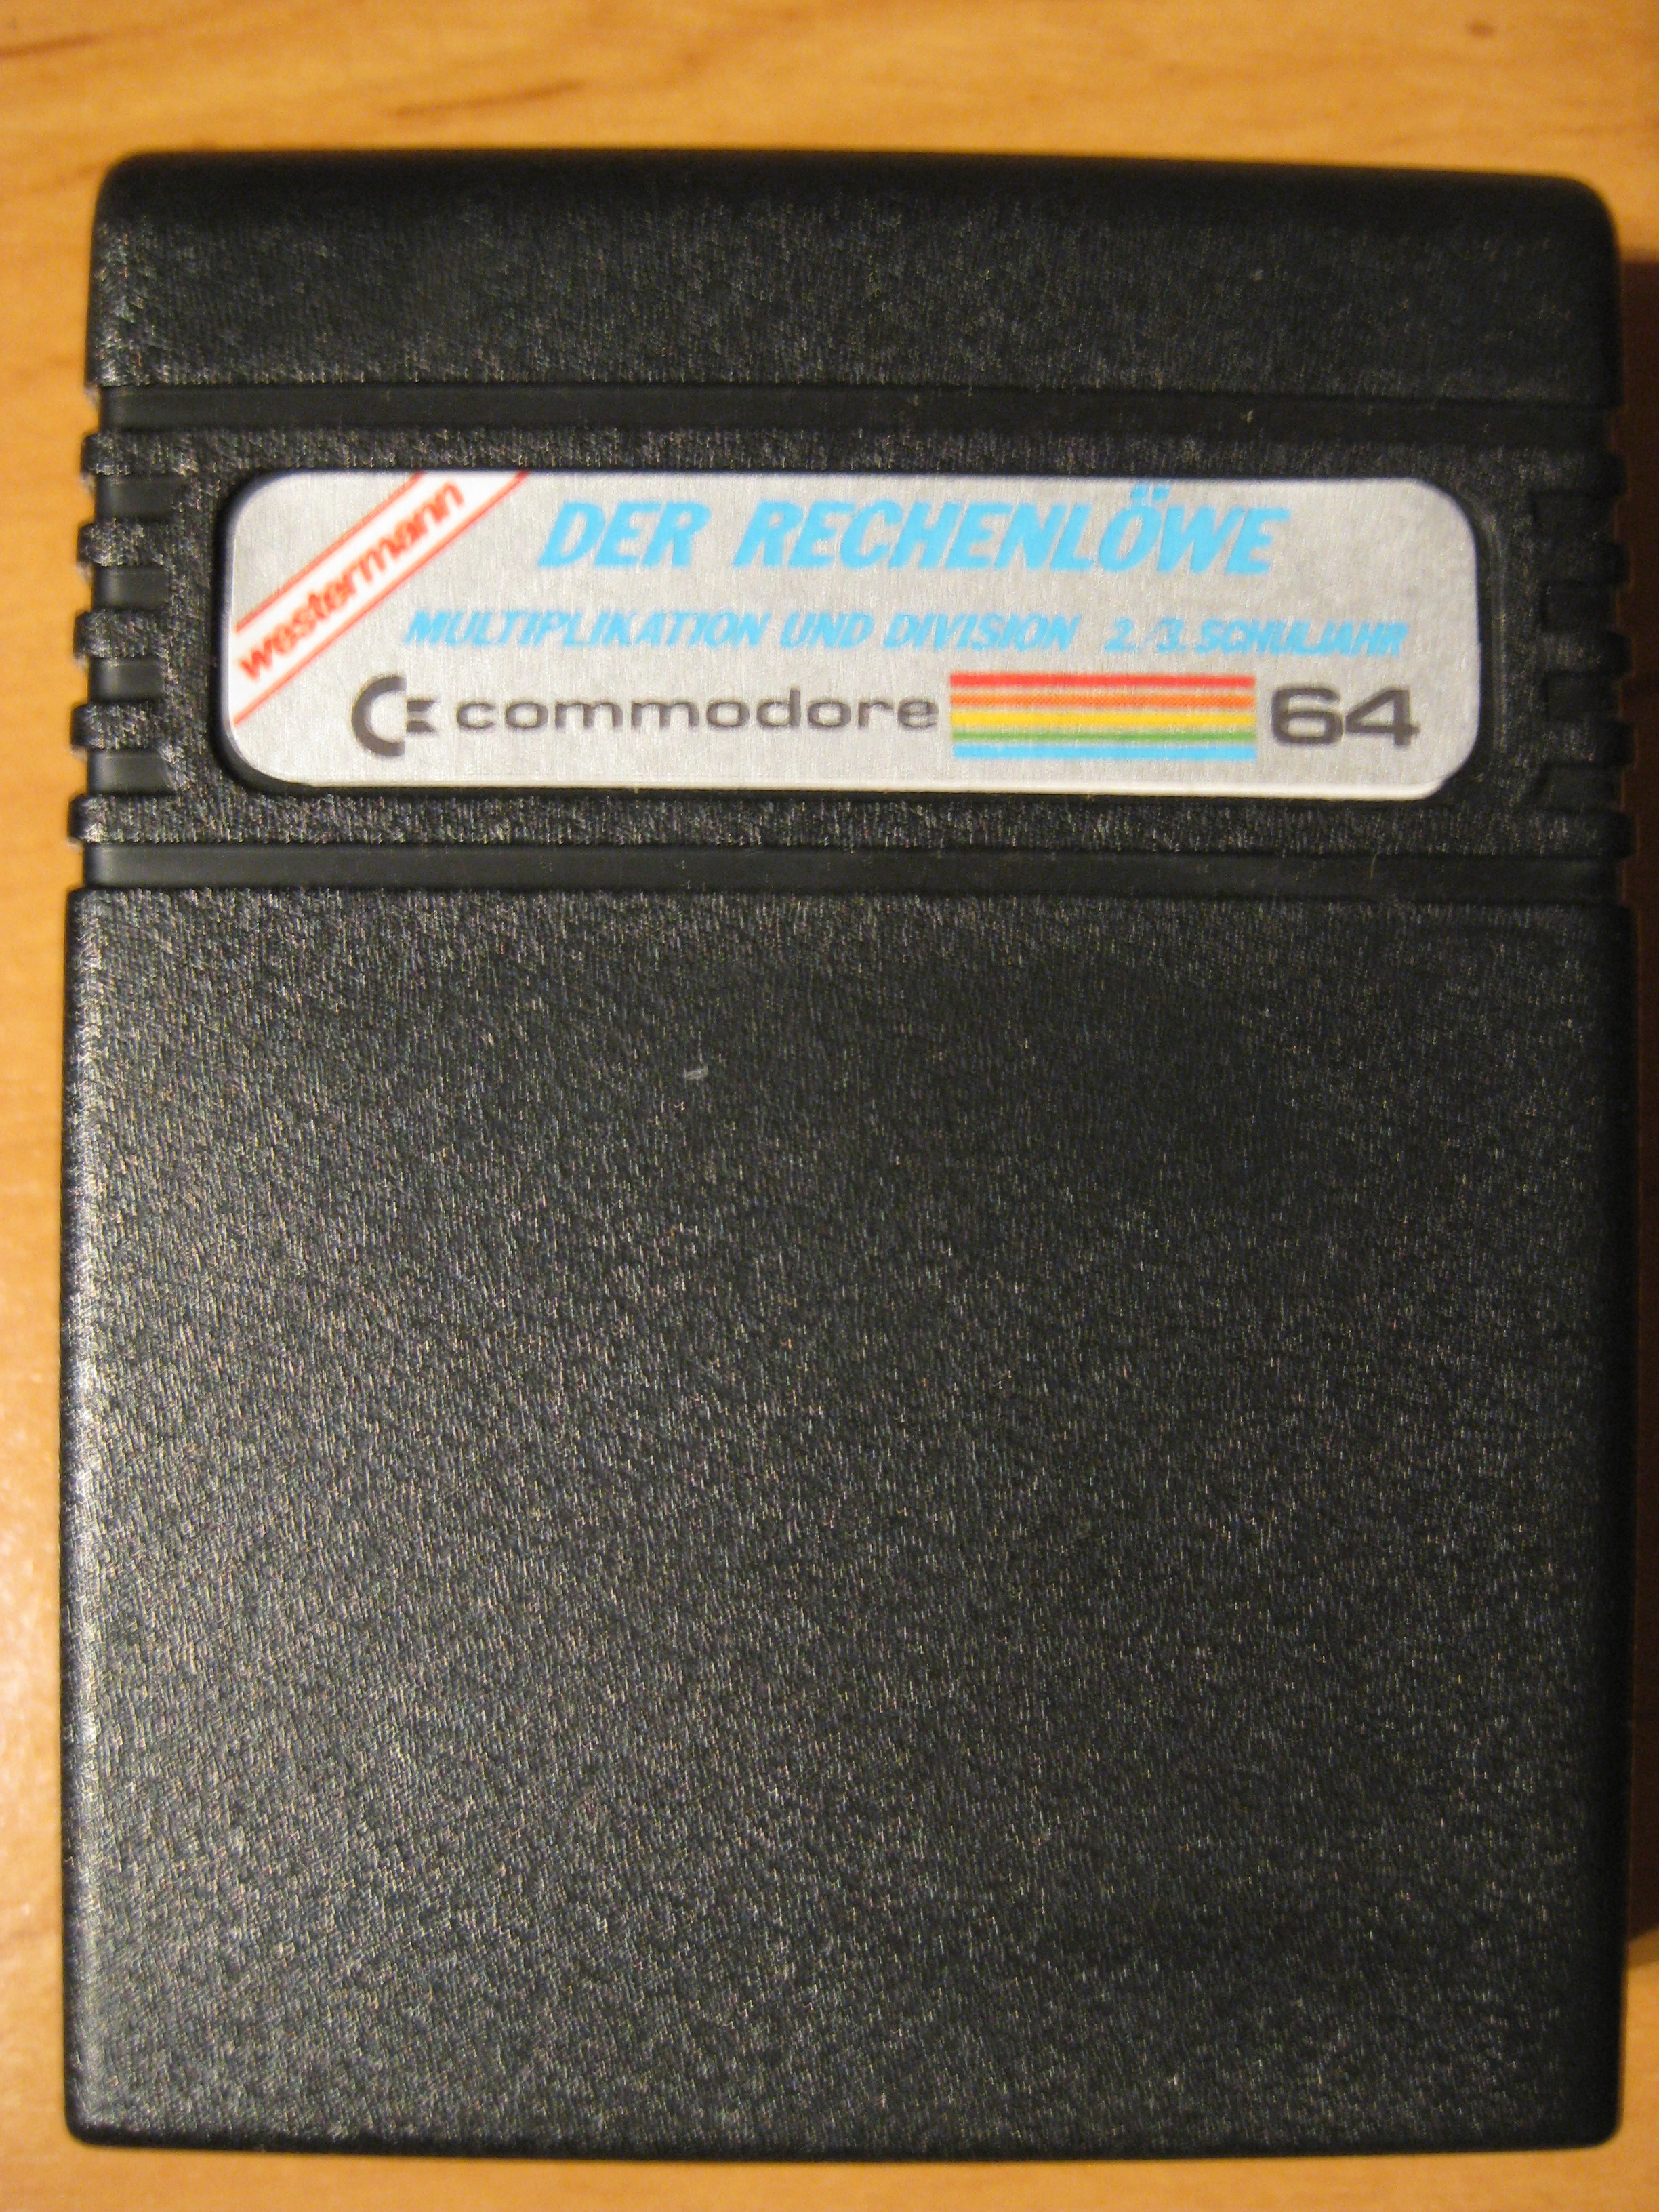 westermann
DER RECHENLÖWE
MULTIPLIKATION UND DIVISION 2./3. SCHULJAHR
commodore 64